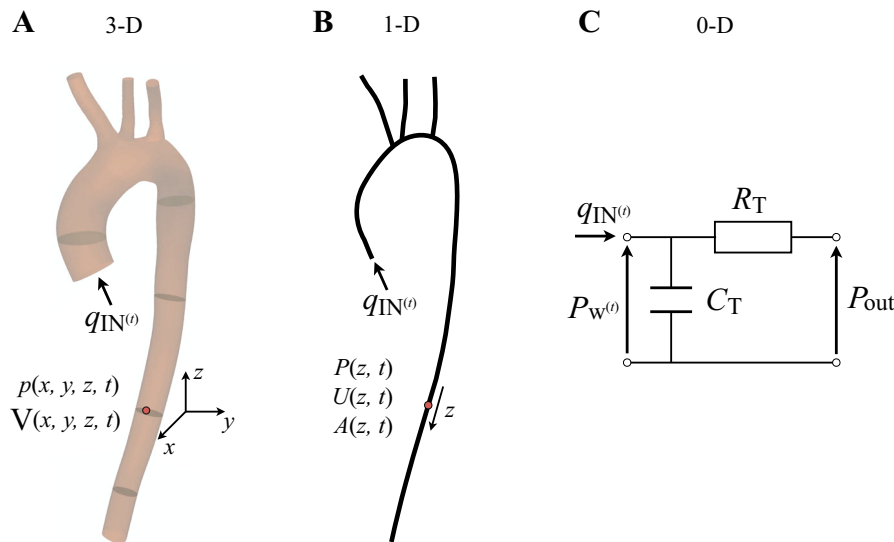 A 3-D
B 1-D
C 0-D
qIN(t)
p(x, y, z, t)
V(x, y, z, t)
z
y
x
qIN(t)
P(z, t)
U(z, t)
A(z, t)
z
qIN(t)
RT
Pw(t)
CT
Pout